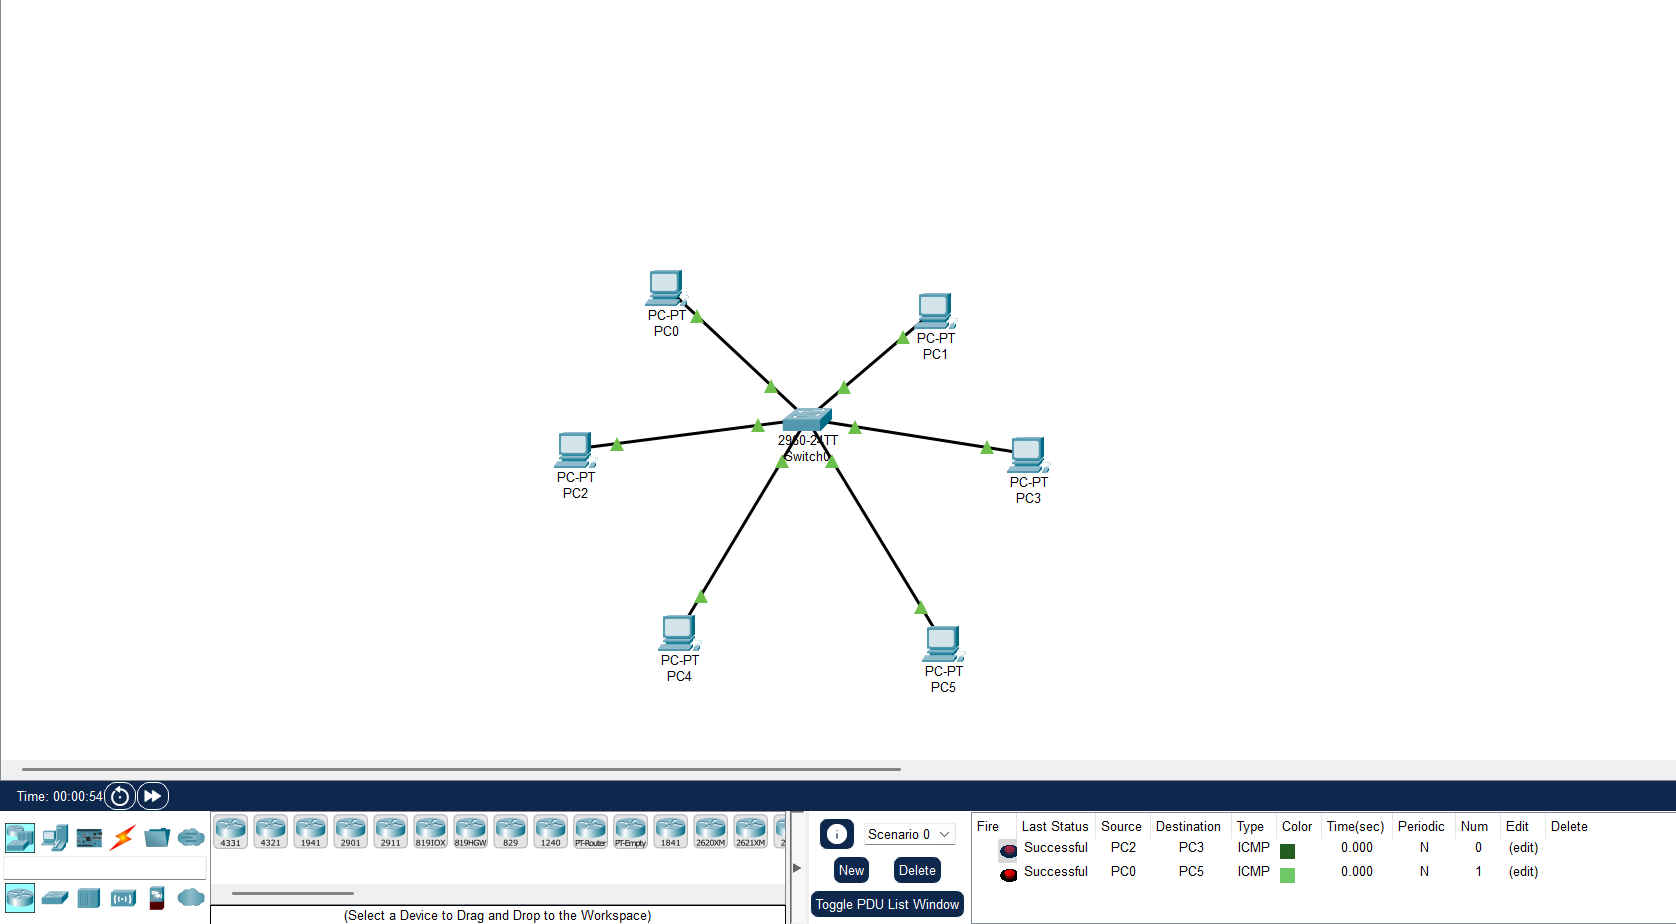 PC-PT
PC0
PC-PT
PC1
2960-24TT
Switch0
PC-PT
PC2
PC-PT
PC3
PC-PT
PC4
PC-PT
PC5
Time: 00:00:54
4331
4321
1941
2901
2911
819IOX
819HGW
829
1240
PT-Router
PT-Empty
1841
2620XM
2621XM
2
(Select a Device to Drag and Drop to the Workspace)
Scenario 0
New
Delete
Toggle PDU List Window
Fire Last Status Source Destination Type Color Time(sec) Periodic Num Edit Delete
Successful PC2 PC3 ICMP 0.000 N 0 (edit)
Successful PC0 PC5 ICMP 0.000 N 1 (edit)